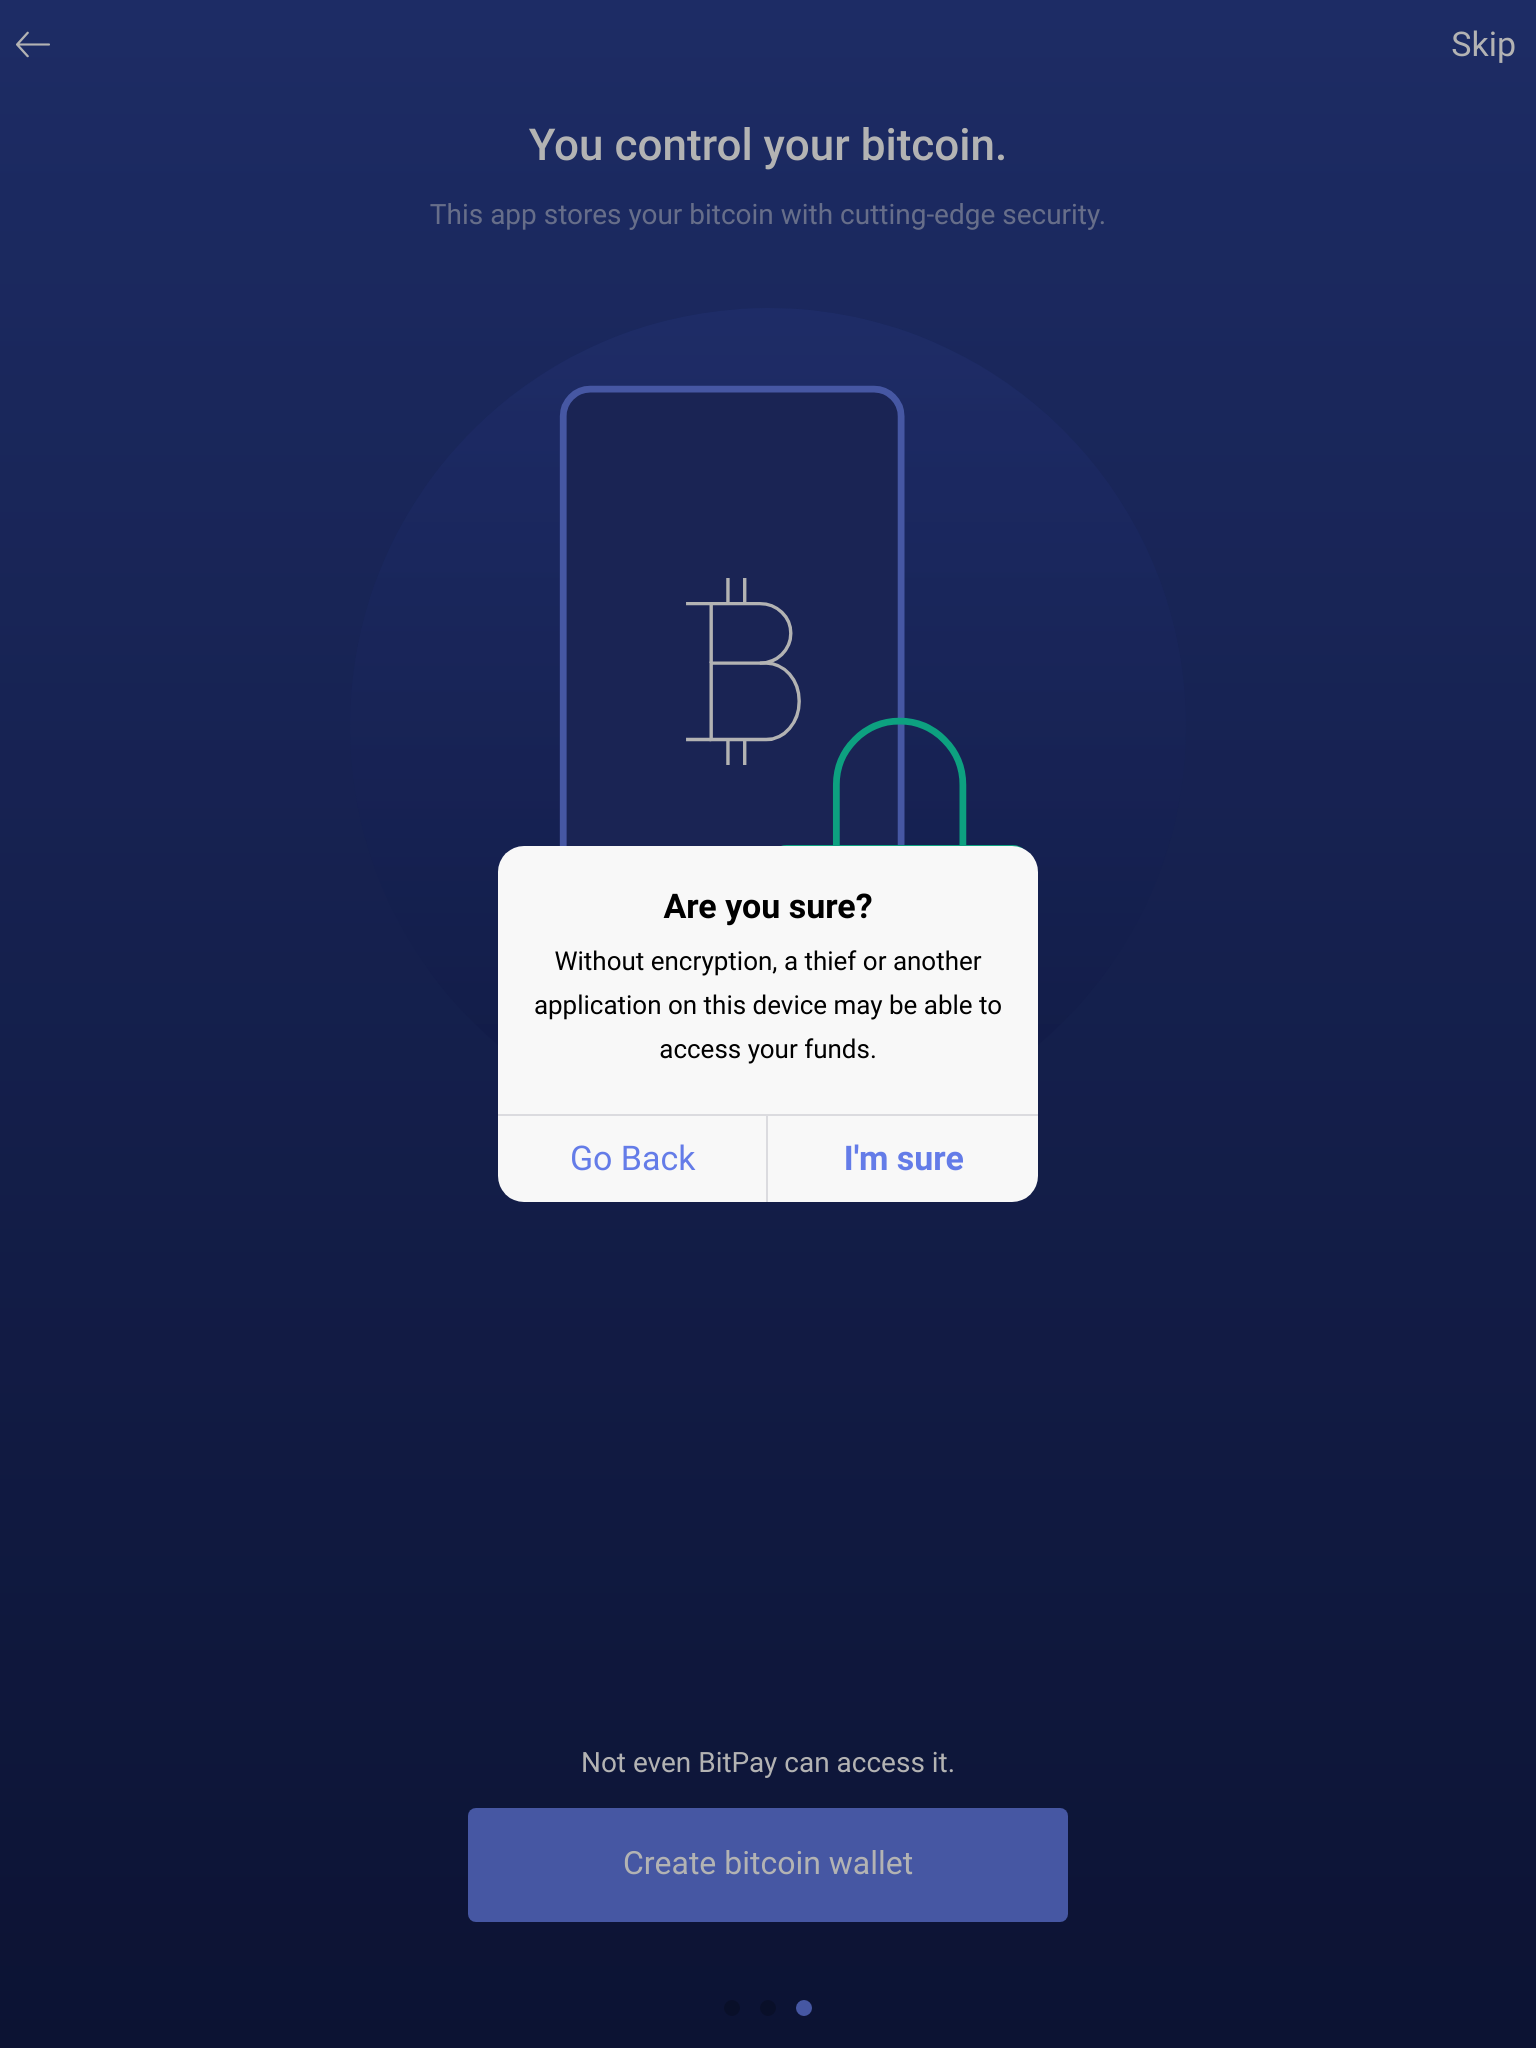 Skip
You control your bitcoin.
This app stores your bitcoin with cutting-edge security.
Are you sure?
Without encryption, a thief or another
application on this device may be able to
access your funds.
Go Back
I'm sure
Not even BitPay can access it.
Create bitcoin wallet